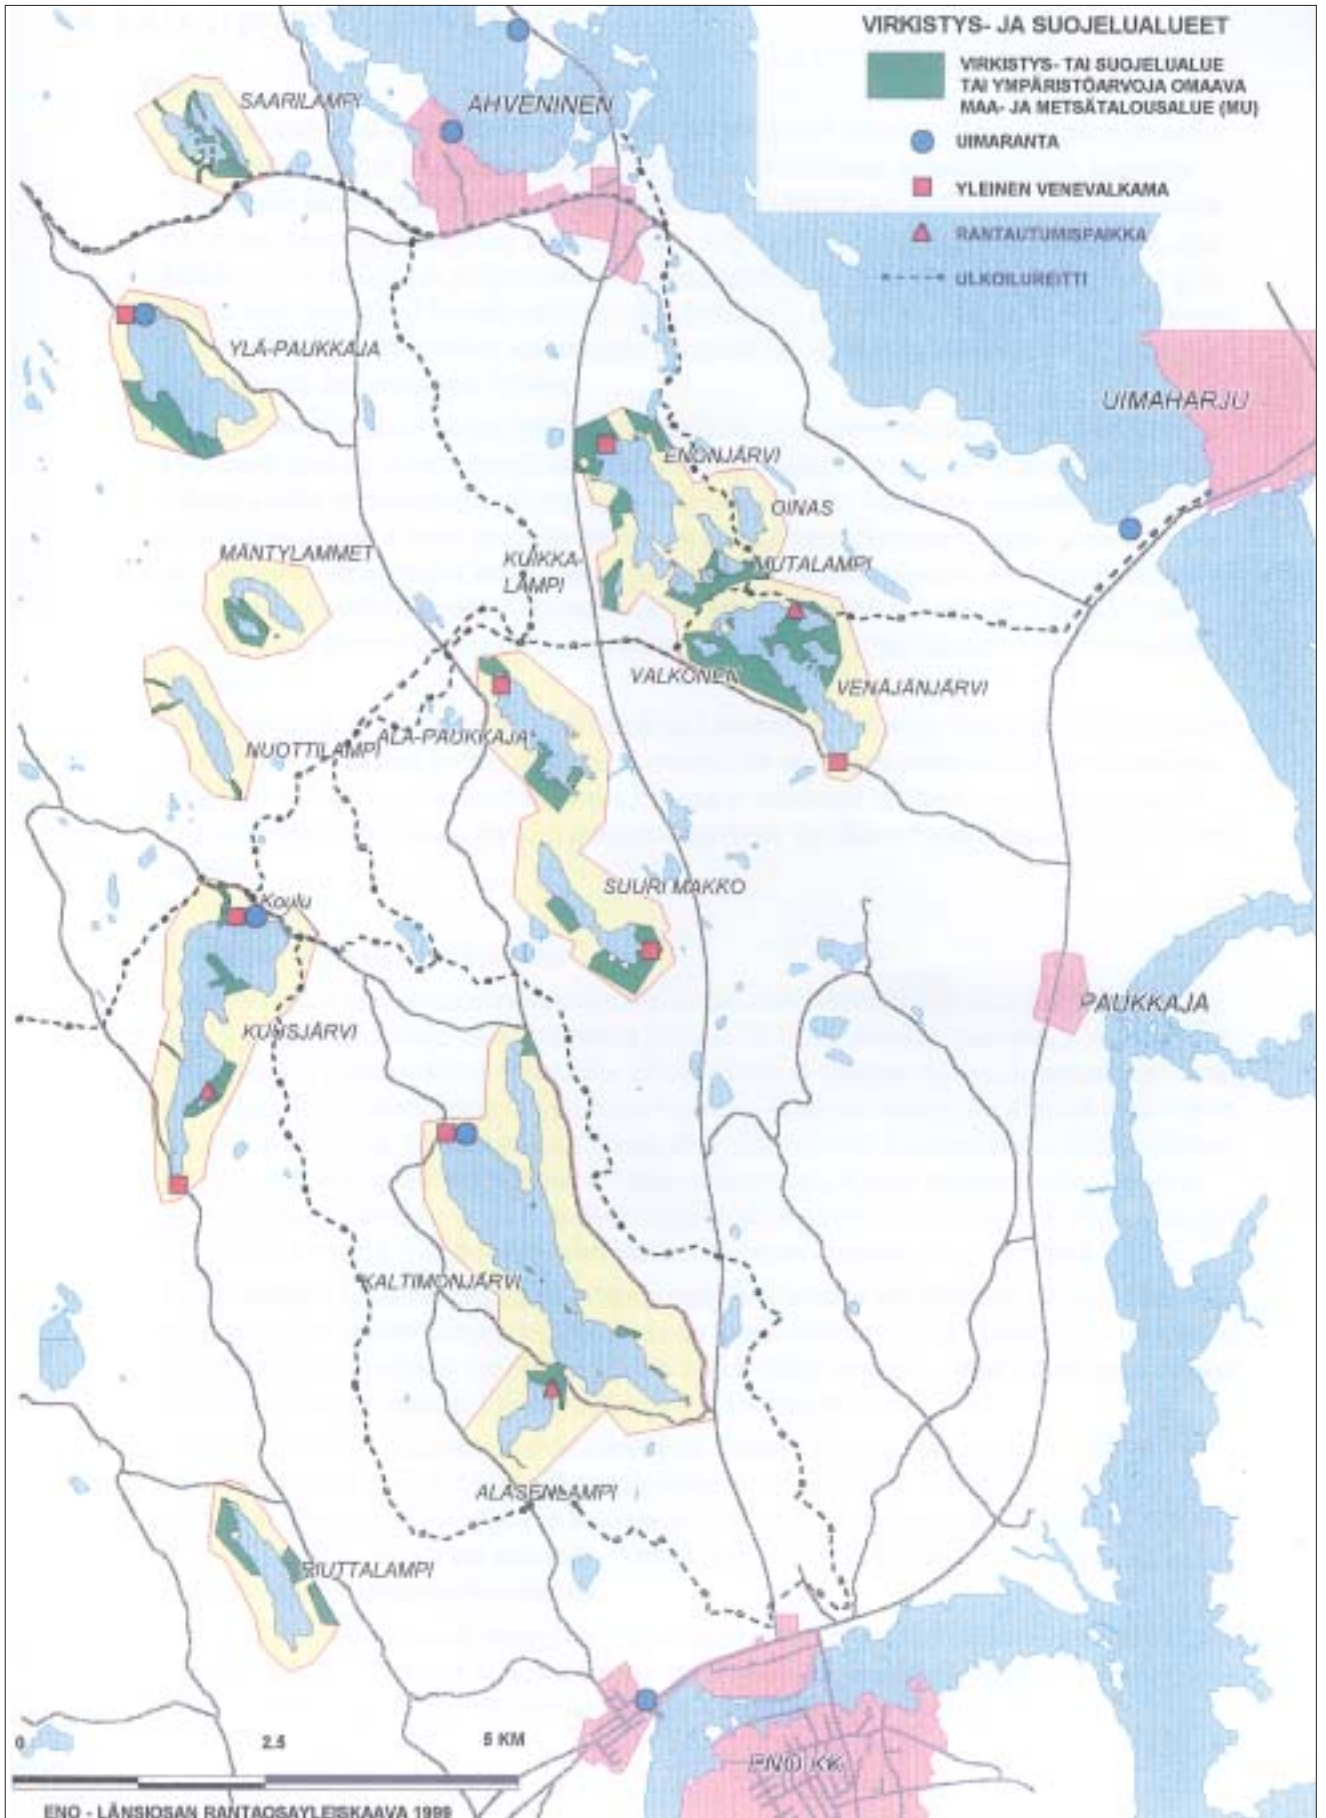 VIRKISTYS- JA SUOJELUALUEET
VIRKISTYS- TAI SUOJELUALUE
TAI YMPÄRISTÖARVOJA OMAAVA
MAA- JA METSÄTALOUSALUE (MU)
UIMARANTA
YLEINEN VENEVALKAMA
RANTAUTUMISPAIKKA
ULKOILUREITTI
SAARILAMPI
AHVENINEN
YLÄ-PAUKKAJA
UIMAHARJU
ENONJÄRVI
OINAS
MÄNTYLAMMET
KUIKKA-
LAMPI
MUTALAMPI
VALKONEN
VENÄJÄNJÄRVI
NUOTTILAMPI
ALA-PAUKKAJA
SUURI MAKKO
Koulu
PAUKKAJA
KUUSJÄRVI
KALTIMONJÄRVI
ALASENLAMPI
RIUTTALAMPI
ENO KK
0 2.5 5 KM
ENO - LÄNSIOSAN RANTAOSAYLEISKAAVA 1999